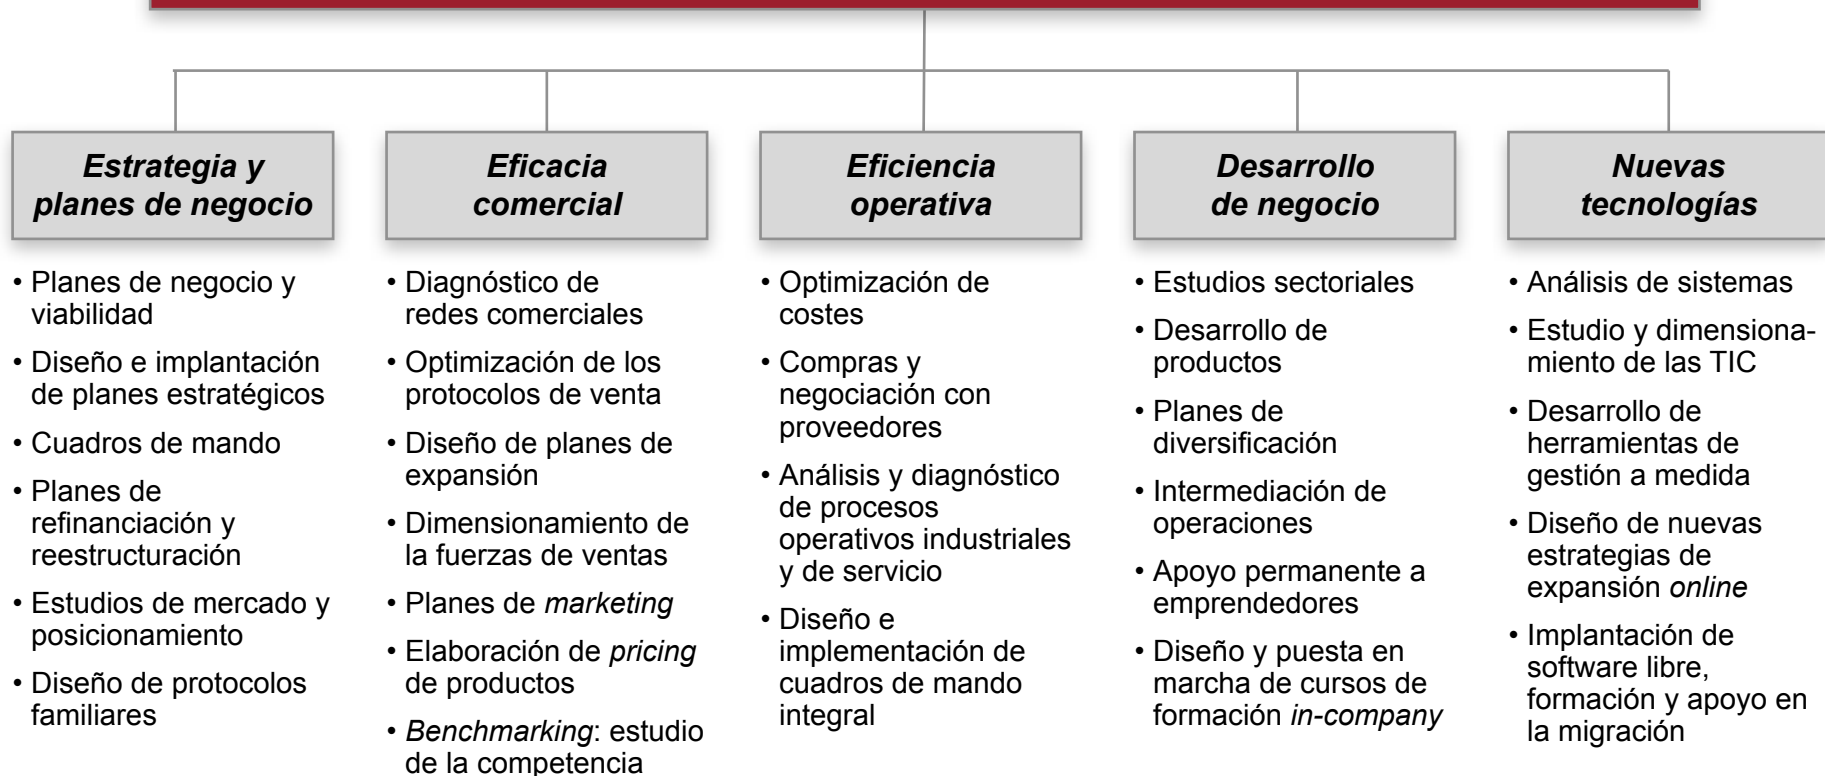 Estrategia y
planes de negocio
• Planes de negocio y
viabilidad
• Diseño e implantación
de planes estratégicos
• Cuadros de mando
• Planes de
refinanciación y
reestructuración
• Estudios de mercado y
posicionamiento
• Diseño de protocolos
familiares
Eficacia
comercial
• Diagnóstico de
redes comerciales
• Optimización de los
protocolos de venta
• Diseño de planes de
expansión
• Dimensionamiento de
la fuerzas de ventas
• Planes de marketing
• Elaboración de pricing
de productos
• Benchmarking: estudio
de la competencia
Eficiencia
operativa
• Optimización de
costes
• Compras y
negociación con
proveedores
• Análisis y diagnóstico
de procesos
operativos industriales
y de servicio
• Diseño e
implementación de
cuadros de mando
integral
Desarrollo
de negocio
• Estudios sectoriales
• Desarrollo de
productos
• Planes de
diversificación
• Intermediación de
operaciones
• Apoyo permanente a
emprendedores
• Diseño y puesta en
marcha de cursos de
formación in-company
Nuevas
tecnologías
• Análisis de sistemas
• Estudio y dimensiona-
miento de las TIC
• Desarrollo de
herramientas de
gestión a medida
• Diseño de nuevas
estrategias de
expansión online
• Implantación de
software libre,
formación y apoyo en
la migración